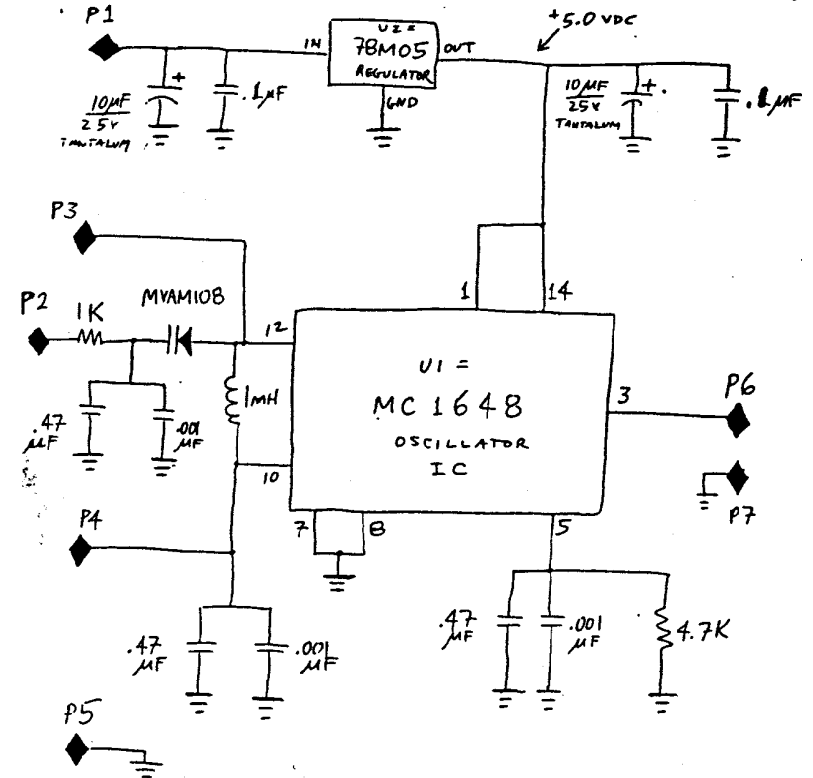 P1
IN
U2 =
78M05
REGULATOR
OUT
GND
+5.0 VDC
+
10µF
25V
TANTALUM
.1µF
10µF
25V
TANTALUM
+
.1µF
P3
P2
1K
MVAM108
.47
µF
.001
µF
1MH
12
10
1
14
U1 =
MC1648
OSCILLATOR
IC
3
P6
P7
7
8
5
P4
.47
µF
.001
µF
.47
µF
.001
µF
4.7K
P5